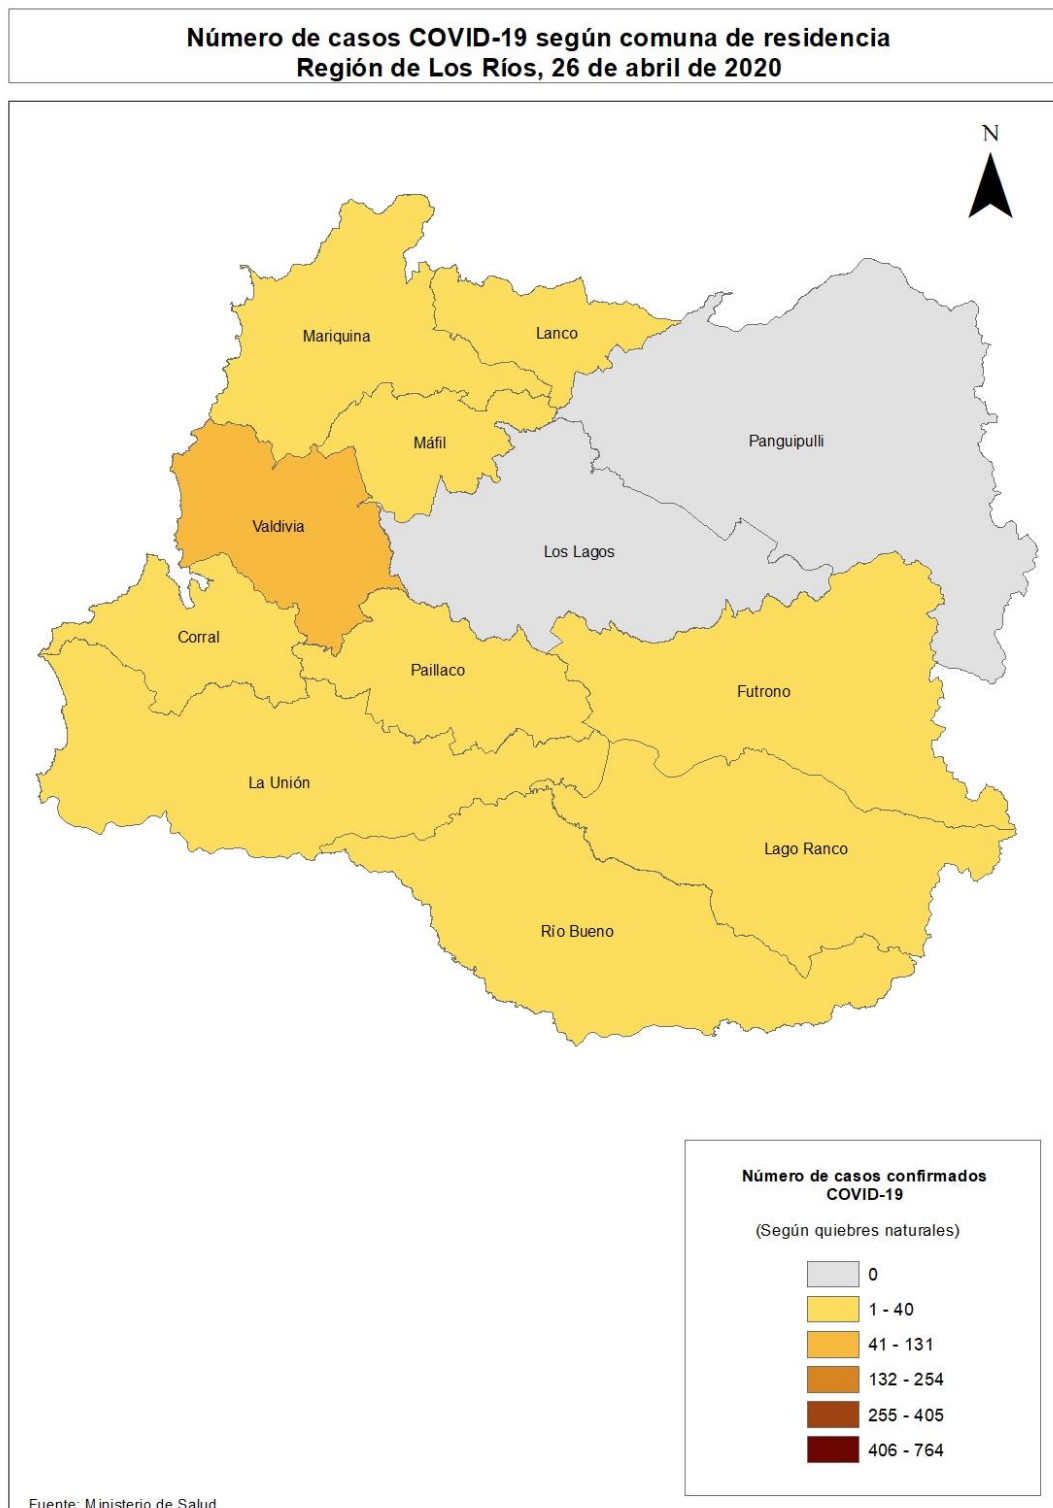 Número de casos COVID-19 según comuna de residencia
Región de Los Ríos, 26 de abril de 2020
N
Mariquina
Lanco
Panguipulli
Máfil
Valdivia
Los Lagos
Corral
Paillaco
Futrono
La Unión
Lago Ranco
Río Bueno
Número de casos confirmados
COVID-19
(Según quiebres naturales)
0
1 - 40
41 - 131
132 - 254
255 - 405
406 - 764
Fuente: Ministerio de Salud